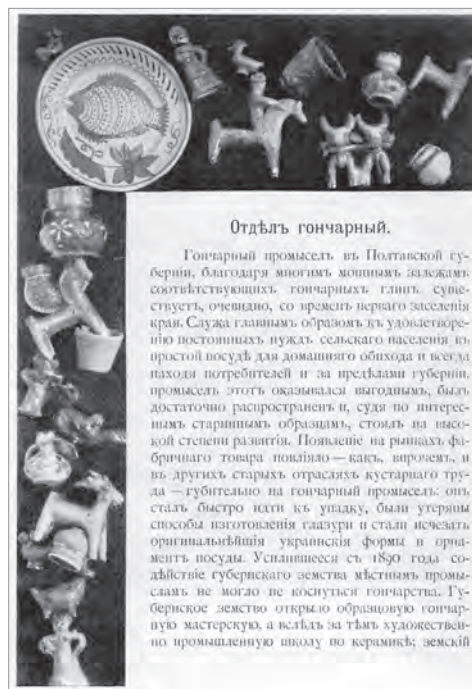 Отдѣлъ гончарный.
Гончарный промыселъ въ Полтавской гу-
берніи, благодаря многимъ мощнымъ залежамъ
соотвѣтствующихъ гончарныхъ глинъ, суще-
ствуетъ, очевидно, со временъ перваго заселенія
края. Служа главнымъ образомъ къ удовлетворе-
нію постоянныхъ нуждъ сельскаго населенія въ
простой посудѣ для домашняго обихода и всегда
находя потребителей и за предѣлами губерніи,
промыселъ этотъ оказывался выгоднымъ, былъ
достаточно распространенъ и, судя по интерес-
нымъ стариннымъ образцамъ, стоялъ на высо-
кой степени развитія. Появленіе на рынкахъ фа-
бричнаго товара повліяло — какъ, впрочемъ, и
въ другихъ старыхъ отрасляхъ кустарнаго тру-
да — губительно на гончарный промыселъ: онъ
сталъ быстро идти къ упадку, были утеряны
способы изготовленія глазури и стали исчезать
оригинальнѣйшія украинскія формы и орна-
ментъ посуды. Усилившееся съ 1890 года со-
дѣйствіе губернскаго земства мѣстнымъ промы-
сламъ не могло не коснуться гончарства. Гу-
бернское земство открыло образцовую гончар-
ную мастерскую, а вслѣдъ за тѣмъ художествен-
но промышленную школу по керамикѣ; земскій